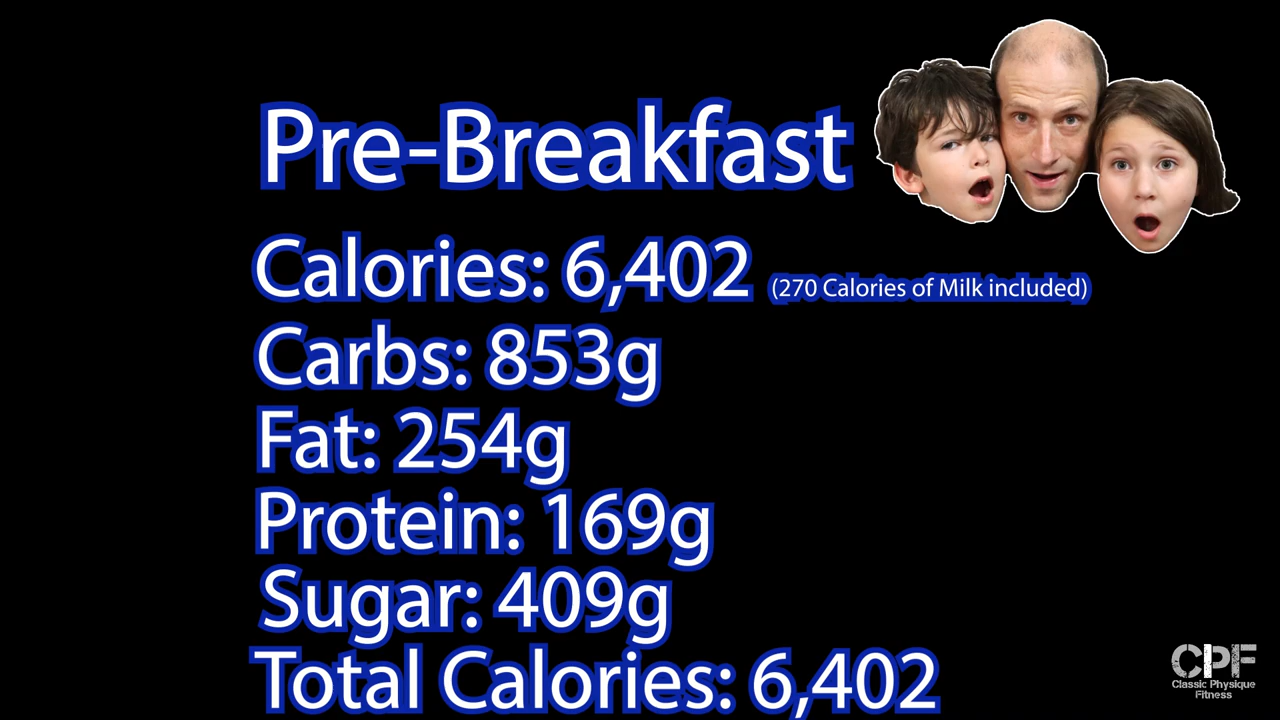 Pre-Breakfast
Calories: 6,402 (270 Calories of Milk included)
Carbs: 853g
Fat: 254g
Protein: 169g
Sugar: 409g
Total Calories: 6,402
CPF
Classic Physique
Fitness